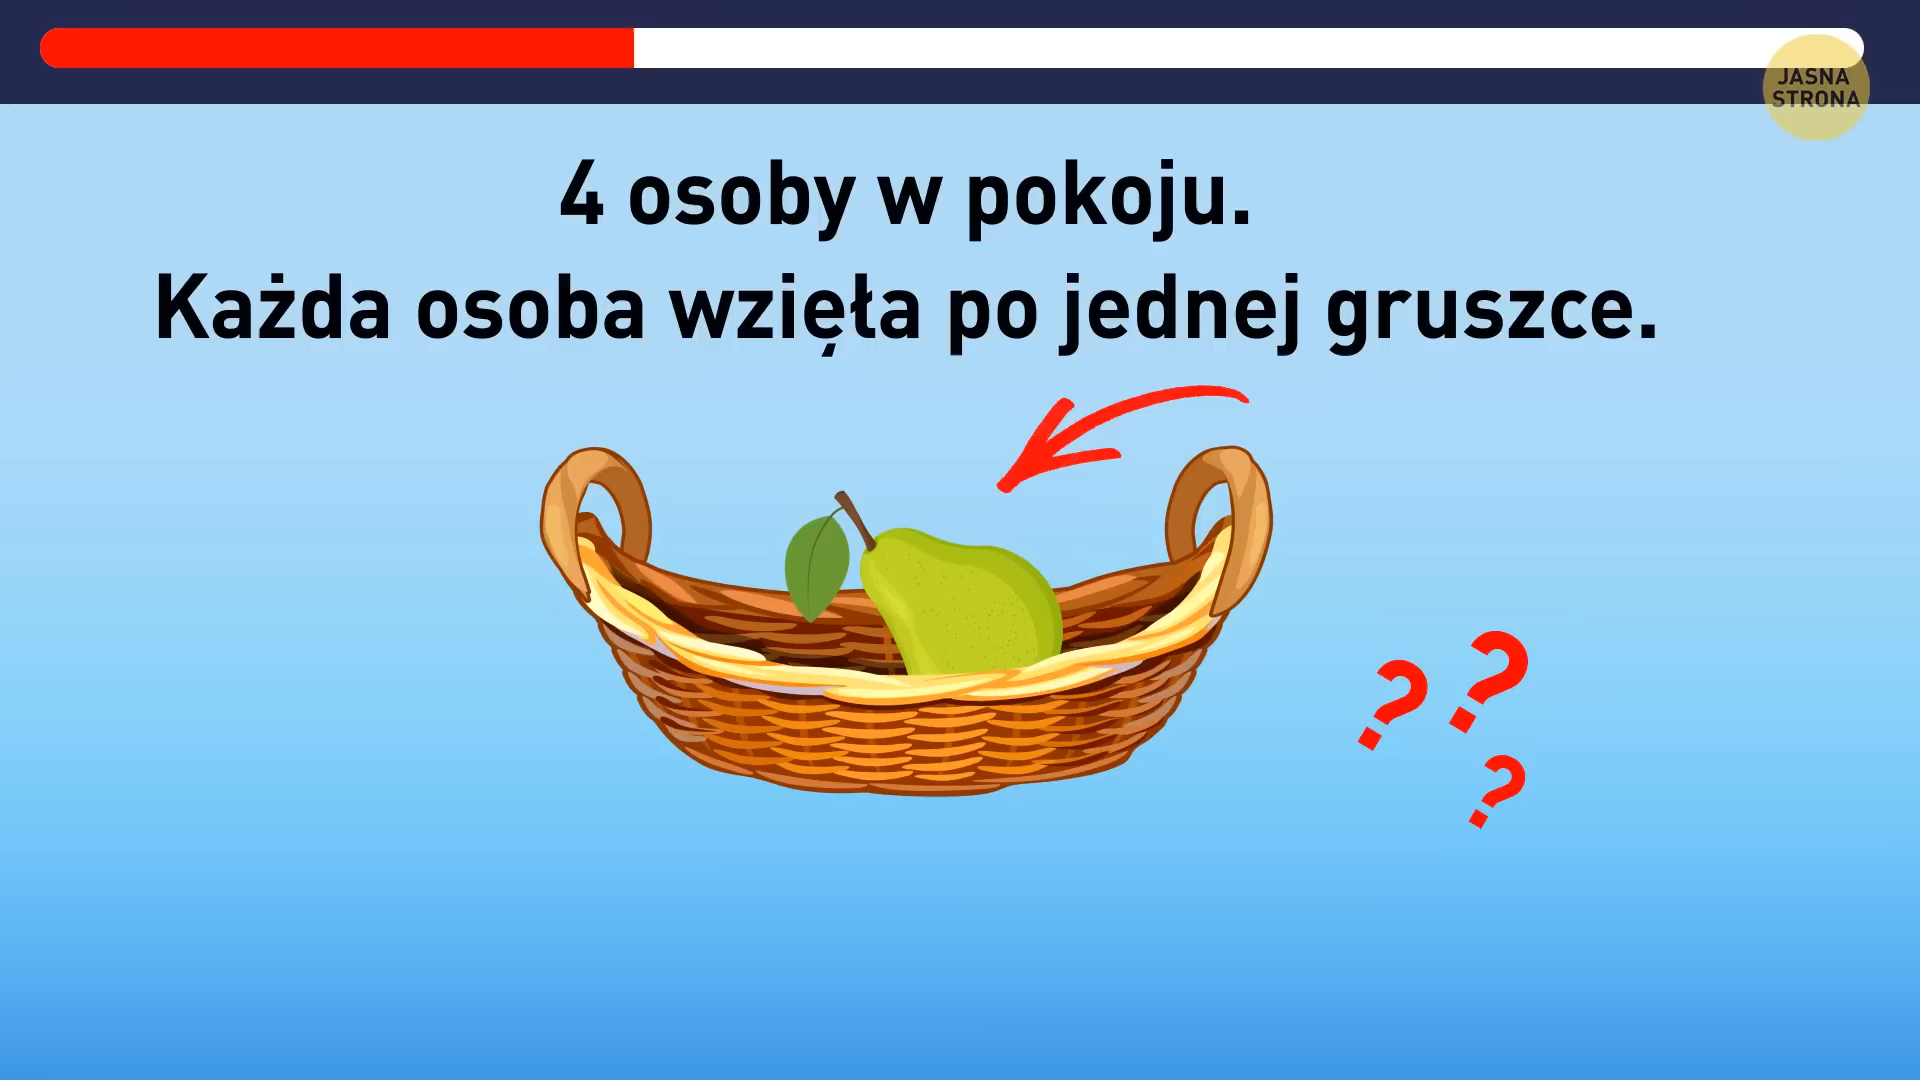 JASNA
STRONA
4 osoby w pokoju.
Każda osoba wzięła po jednej gruszce.
? ?
?